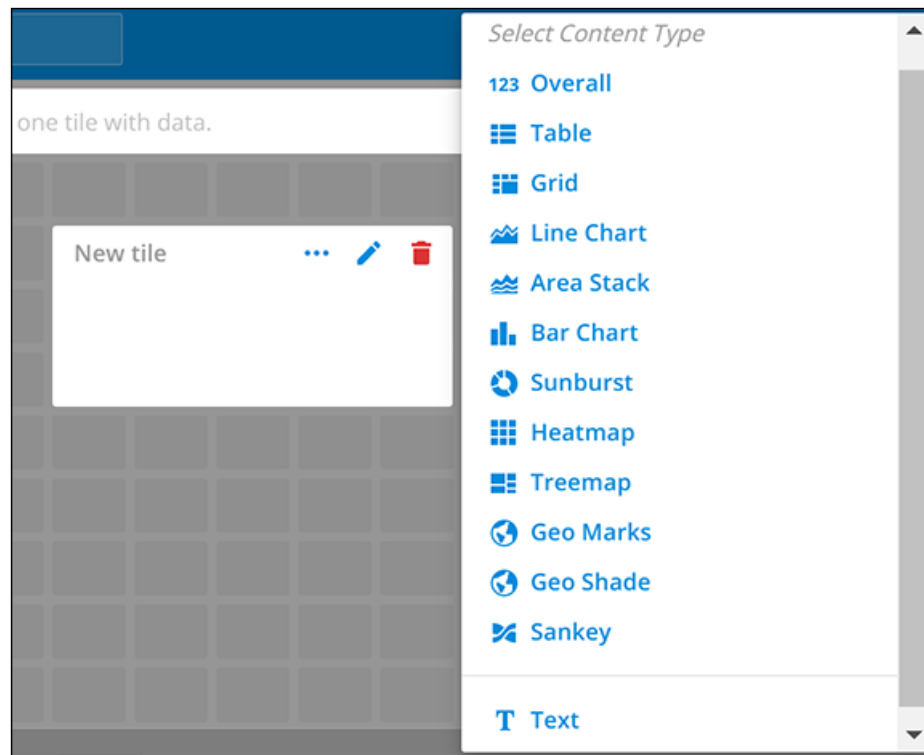 Select Content Type
one tile with data.
New tile
123 Overall
Table
Grid
Line Chart
Area Stack
Bar Chart
Sunburst
Heatmap
Treemap
Geo Marks
Geo Shade
Sankey
T Text